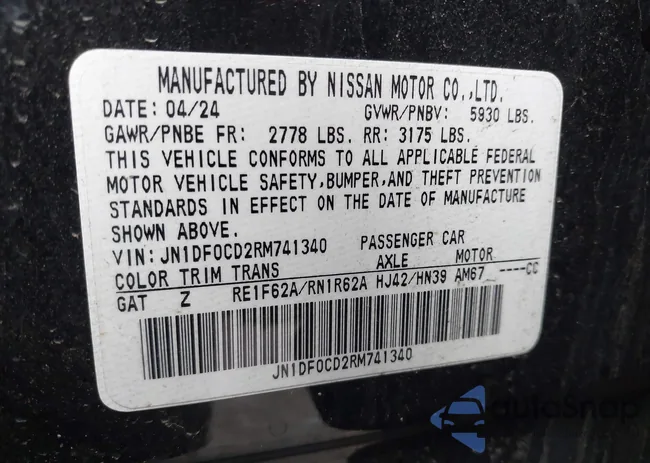 MANUFACTURED BY NISSAN MOTOR CO.,LTD.
DATE: 04/24 GVWR/PNBV: 5930 LBS.
GAWR/PNBE FR: 2778 LBS. RR: 3175 LBS.
THIS VEHICLE CONFORMS TO ALL APPLICABLE FEDERAL
MOTOR VEHICLE SAFETY,BUMPER,AND THEFT PREVENTION
STANDARDS IN EFFECT ON THE DATE OF MANUFACTURE
SHOWN ABOVE.
VIN: JN1DF0CD2RM741340 PASSENGER CAR
COLOR TRIM TRANS AXLE MOTOR
GAT Z RE1F62A/RN1R62A HJ42/HN39 AM67 ----CC
JN1DF0CD2RM741340
autoSnap